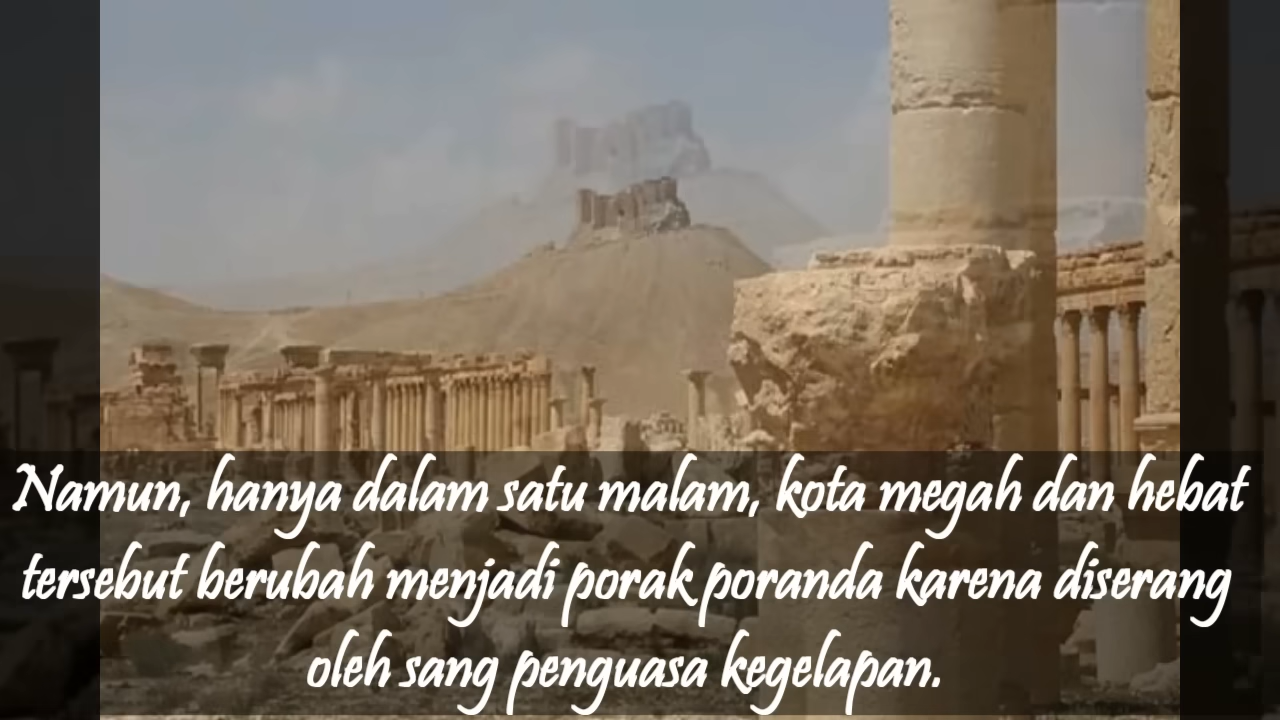 Namun, hanya dalam satu malam, kota megah dan hebat
tersebut berubah menjadi porak poranda karena diserang
oleh sang penguasa kegelapan.